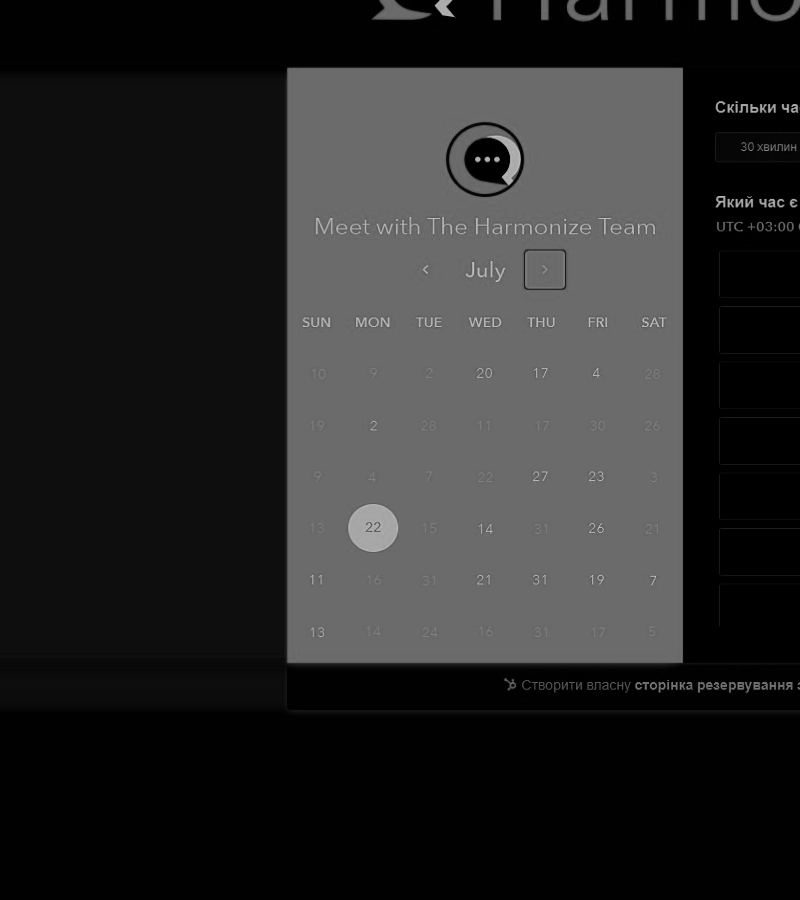 Harmo
Meet with The Harmonize Team
July
SUN MON TUE WED THU FRI SAT
10 9 2 20 17 4 28
19 2 28 11 17 30 26
9 4 7 22 27 23 3
13 22 15 14 31 26 21
11 16 31 21 31 19 7
13 14 24 16 31 17 5
Скільки ча
30 хвилин
Який час є
UTC +03:00
Створити власну сторінка резервування з